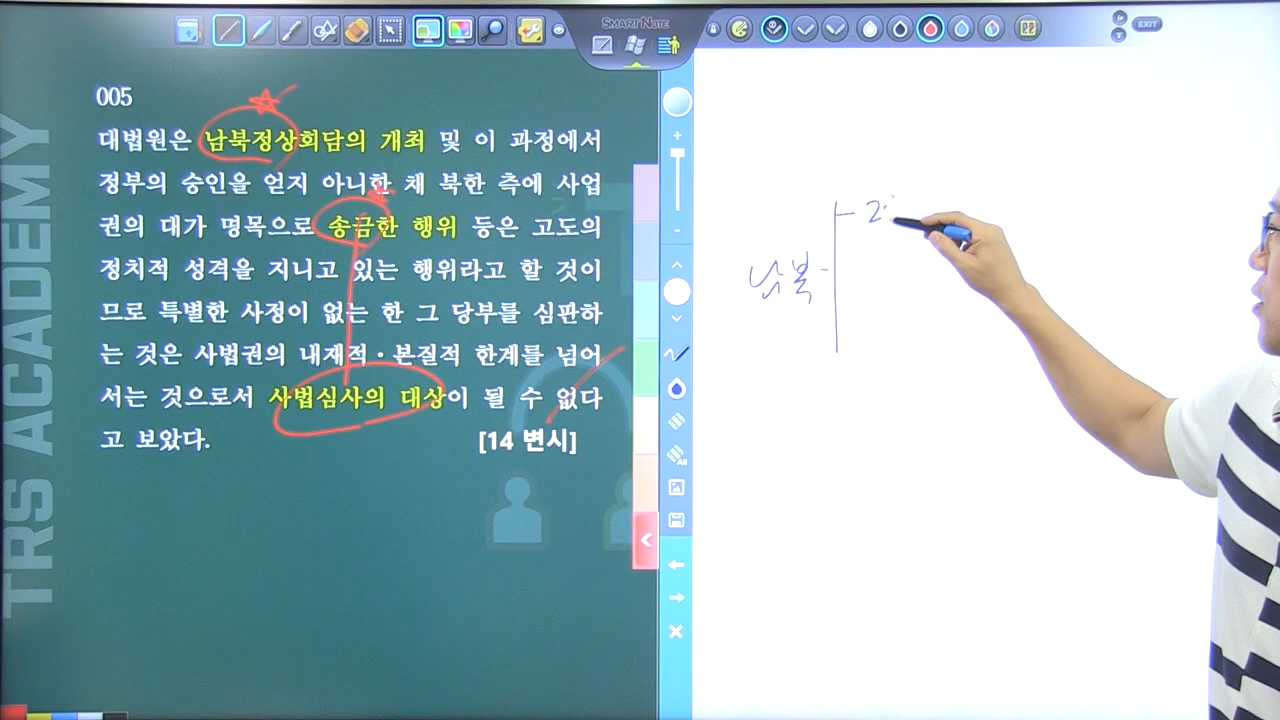 SMARTNOTE
EXIT
TRS ACADEMY
005
대법원은 남북정상회담의 개최 및 이 과정에서
정부의 승인을 얻지 아니한 채 북한 측에 사업
권의 대가 명목으로 송금한 행위 등은 고도의
정치적 성격을 지니고 있는 행위라고 할 것이
므로 특별한 사정이 없는 한 그 당부를 심판하
는 것은 사법권의 내재적·본질적 한계를 넘어
서는 것으로서 사법심사의 대상이 될 수 없다
고 보았다. [14 변시]
남북